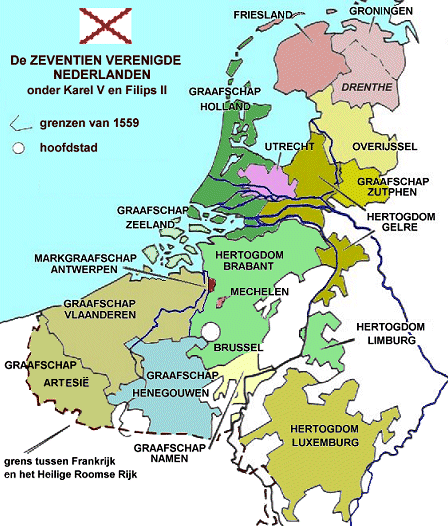 De ZEVENTIEN VERENIGDE
NEDERLANDEN
onder Karel V en Filips II
grenzen van 1559
hoofdstad
FRIESLAND
GRONINGEN
DRENTHE
GRAAFSCHAP
HOLLAND
UTRECHT
OVERIJSSEL
GRAAFSCHAP
ZUTPHEN
GRAAFSCHAP
ZEELAND
HERTOGDOM
GELRE
MARKGRAAFSCHAP
ANTWERPEN
HERTOGDOM
BRABANT
MECHELEN
GRAAFSCHAP
VLAANDEREN
HERTOGDOM
LIMBURG
BRUSSEL
GRAAFSCHAP
ARTESIË
GRAAFSCHAP
HENEGOUWEN
HERTOGDOM
LUXEMBURG
GRAAFSCHAP
NAMEN
grens tussen Frankrijk
en het Heilige Roomse Rijk